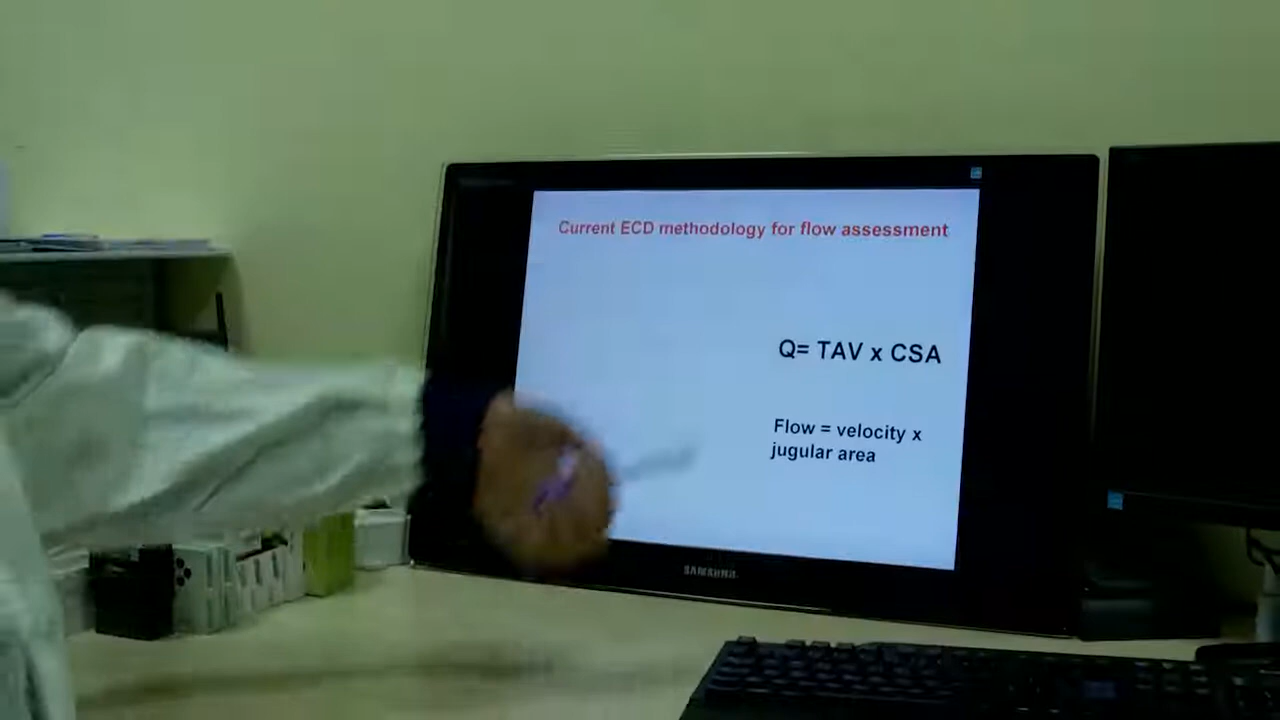 Current ECD methodology for flow assessment
Q= TAV x CSA
Flow = velocity x
jugular area
SAMSUNG